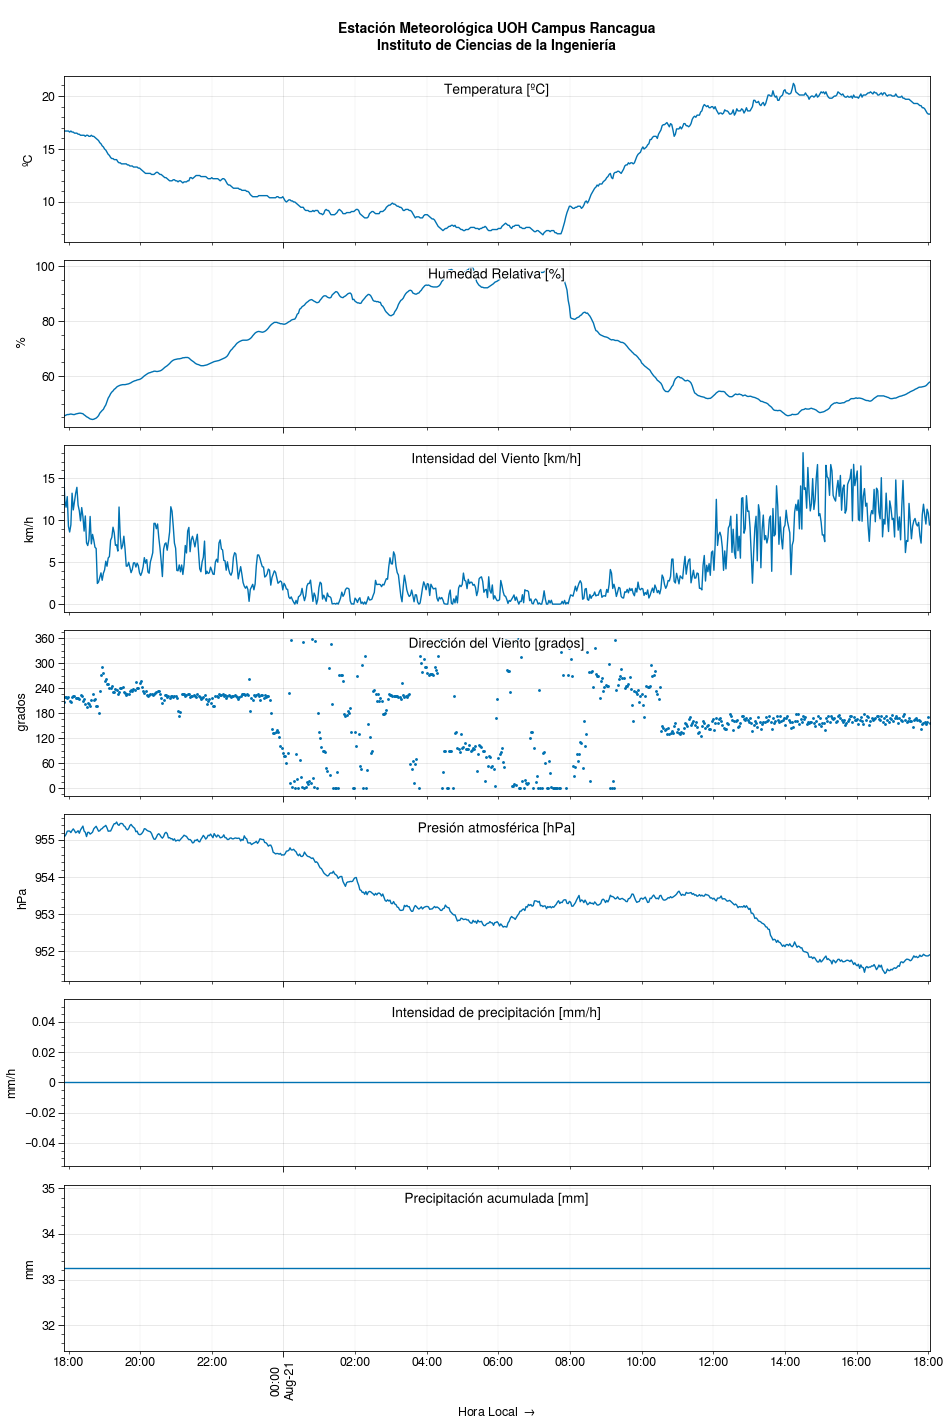 Estación Meteorológica UOH Campus Rancagua
Instituto de Ciencias de la Ingeniería
Temperatura [ºC]
ºC
20
15
10
Humedad Relativa [%]
%
100
80
60
Intensidad del Viento [km/h]
km/h
15
10
5
0
Dirección del Viento [grados]
grados
360
300
240
180
120
60
0
Presión atmosférica [hPa]
hPa
955
954
953
952
Intensidad de precipitación [mm/h]
mm/h
0.04
0.02
0
−0.02
−0.04
Precipitación acumulada [mm]
mm
35
34
33
32
18:00 20:00 22:00 00:00 02:00 04:00 06:00 08:00 10:00 12:00 14:00 16:00 18:00
Aug-21
Hora Local →